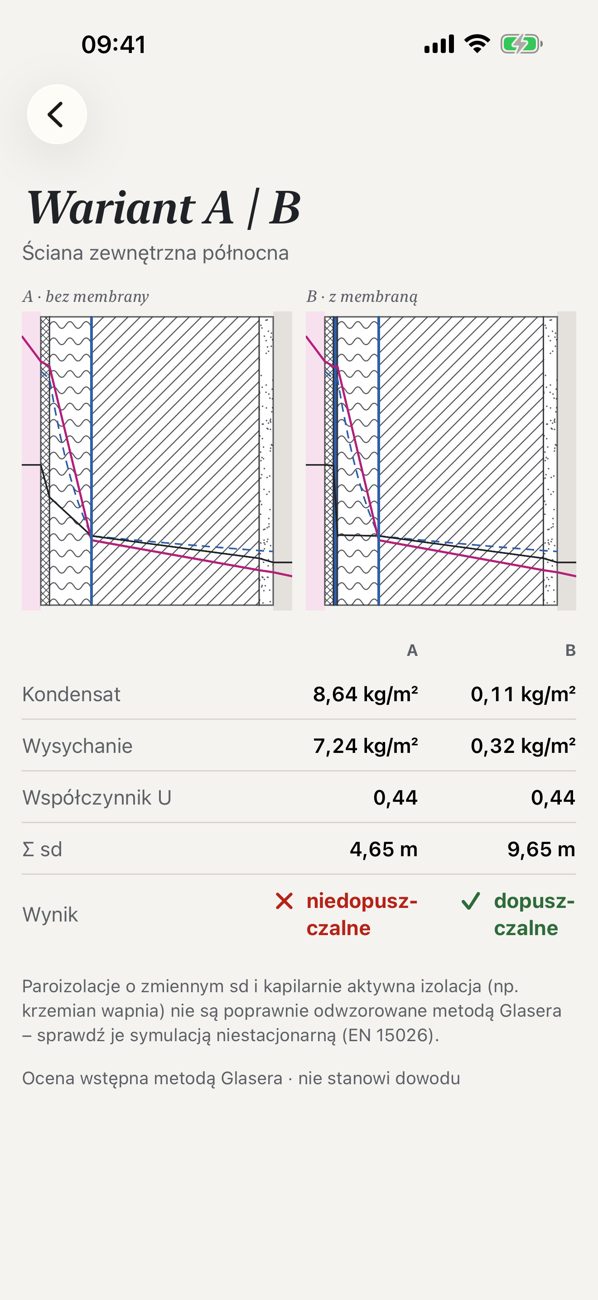 09:41
Wariant A / B
Ściana zewnętrzna północna
A · bez membrany
B · z membraną
A B
Kondensat 8,64 kg/m² 0,11 kg/m²
Wysychanie 7,24 kg/m² 0,32 kg/m²
Współczynnik U 0,44 0,44
Σ sd 4,65 m 9,65 m
Wynik niedopusz- dopusz-
czalne czalne
Paroizolacje o zmiennym sd i kapilarnie aktywna izolacja (np.
krzemian wapnia) nie są poprawnie odwzorowane metodą Glasera
– sprawdź je symulacją niestacjonarną (EN 15026).
Ocena wstępna metodą Glasera · nie stanowi dowodu